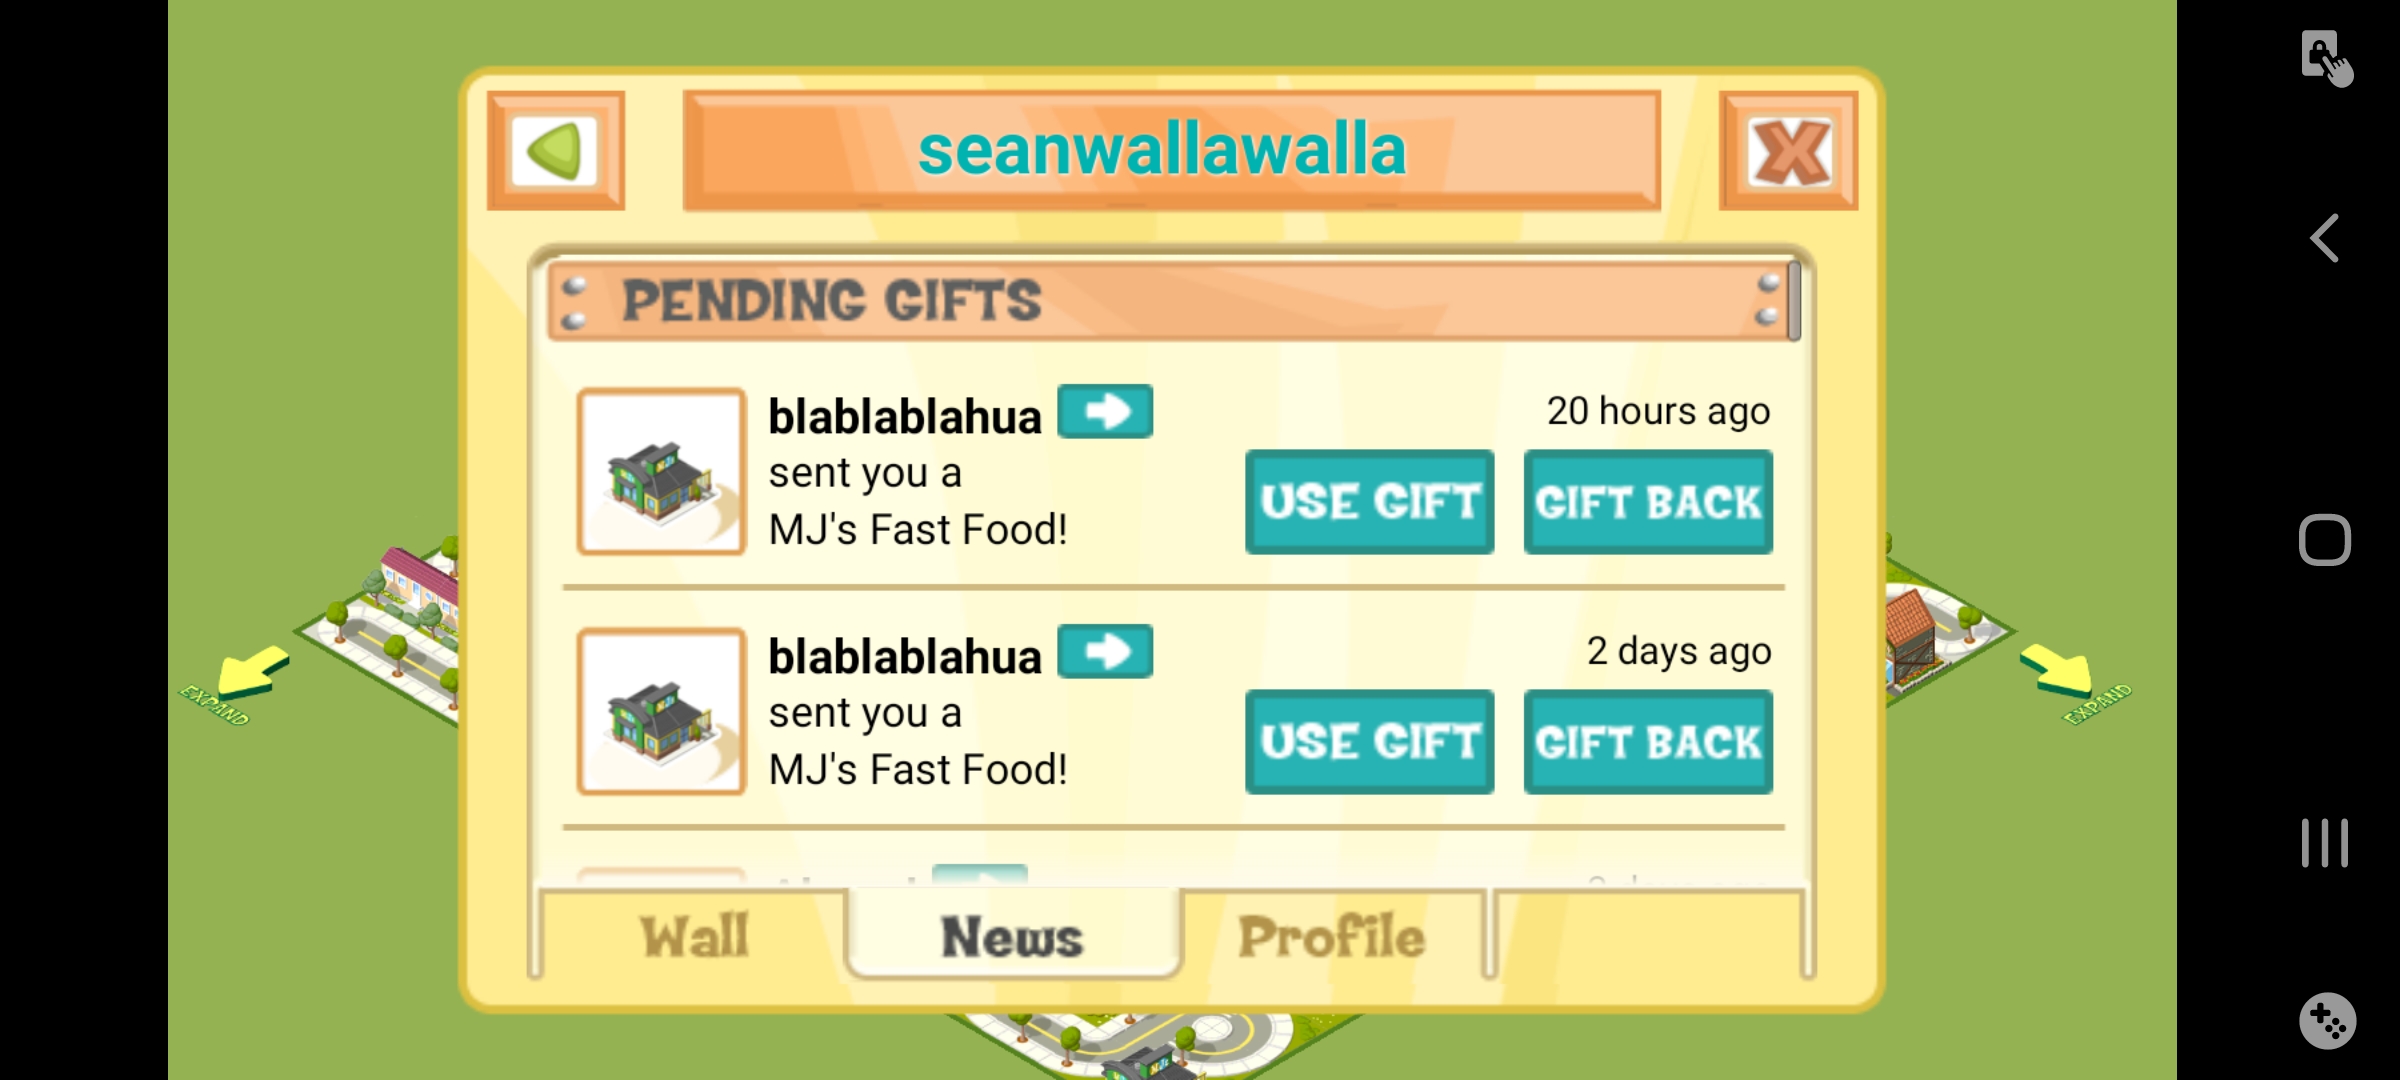 seanwallawalla
PENDING GIFTS
blablablahua
20 hours ago
sent you a
MJ's Fast Food!
USE GIFT
GIFT BACK
blablablahua
2 days ago
sent you a
MJ's Fast Food!
USE GIFT
GIFT BACK
EXPAND
EXPAND
Wall
News
Profile